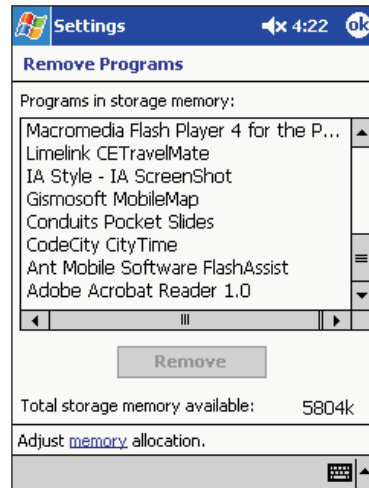 Settings 4:22 ok
Remove Programs
Programs in storage memory:
Macromedia Flash Player 4 for the P...
Limelink CETravelMate
IA Style - IA ScreenShot
Gismosoft MobileMap
Conduits Pocket Slides
CodeCity CityTime
Ant Mobile Software FlashAssist
Adobe Acrobat Reader 1.0
Remove
Total storage memory available: 5804k
Adjust memory allocation.